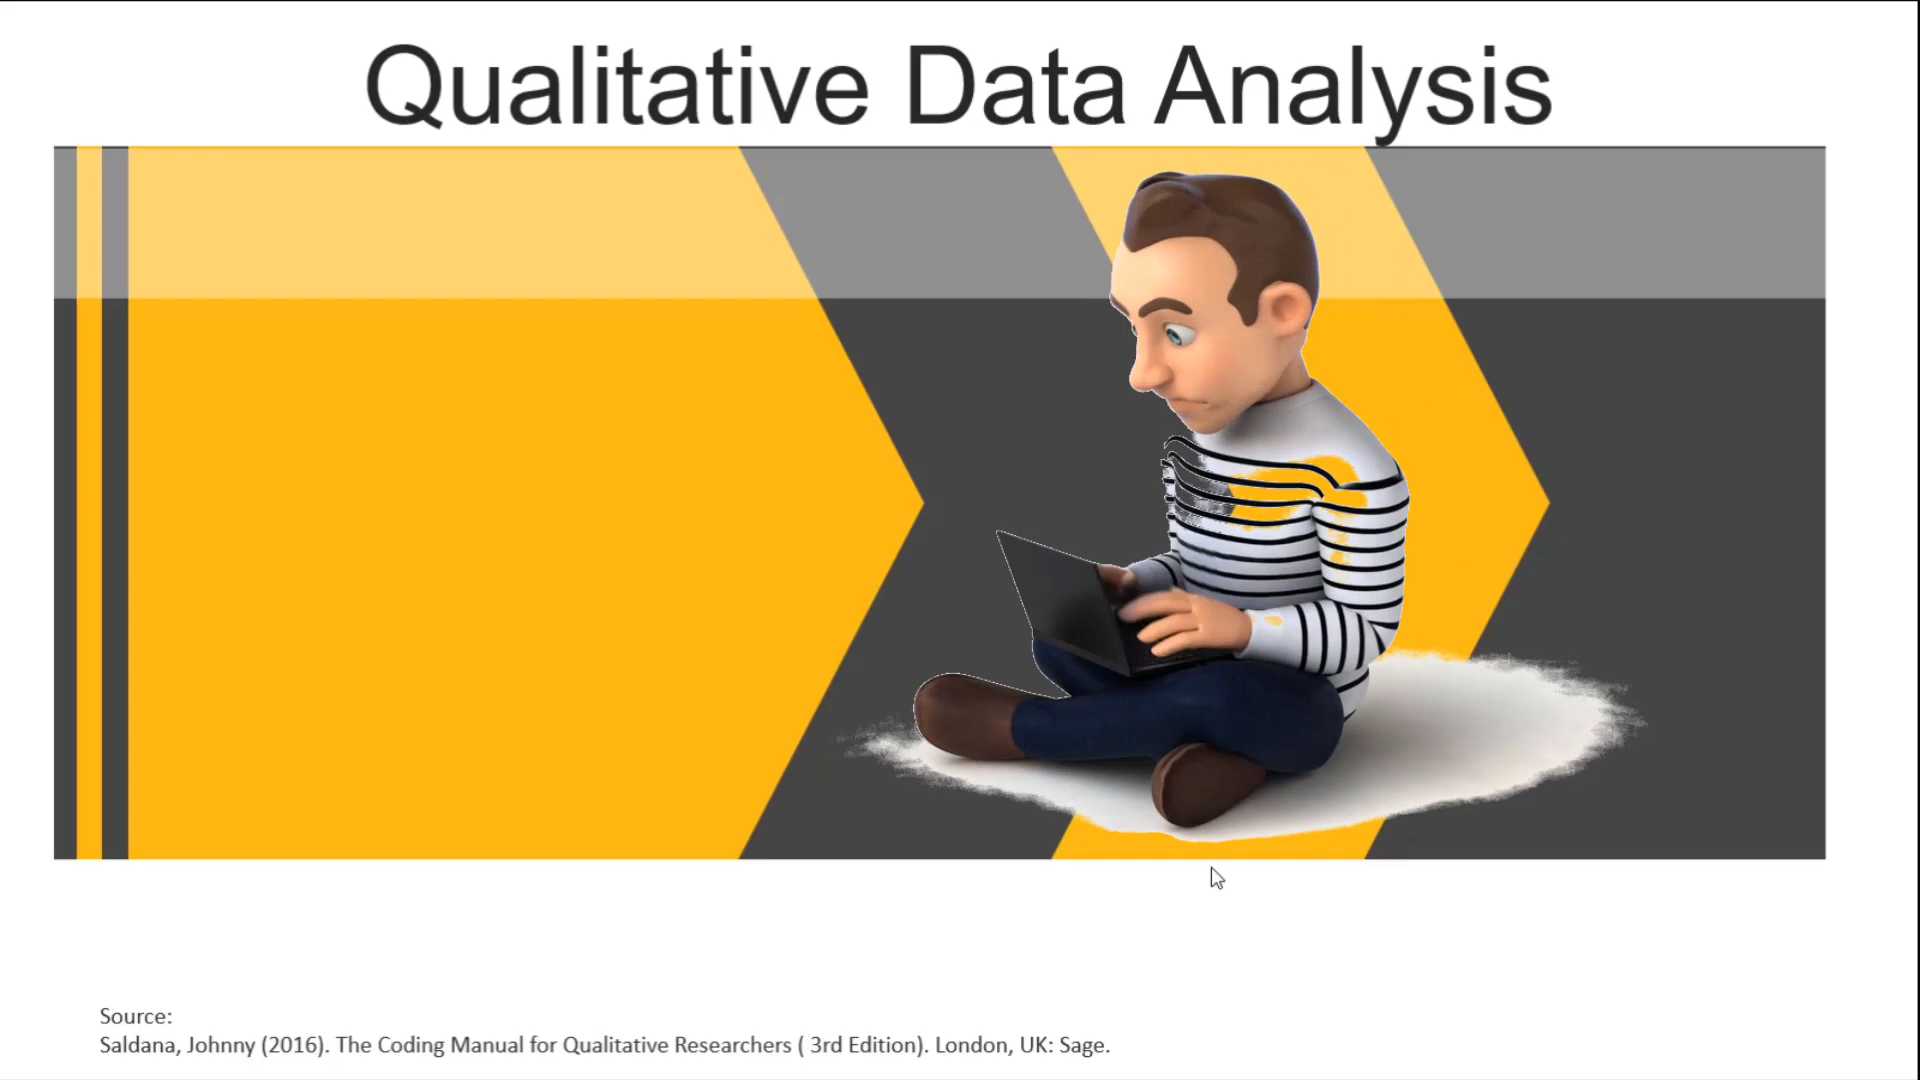 Qualitative Data Analysis
Source:
Saldana, Johnny (2016). The Coding Manual for Qualitative Researchers ( 3rd Edition). London, UK: Sage.